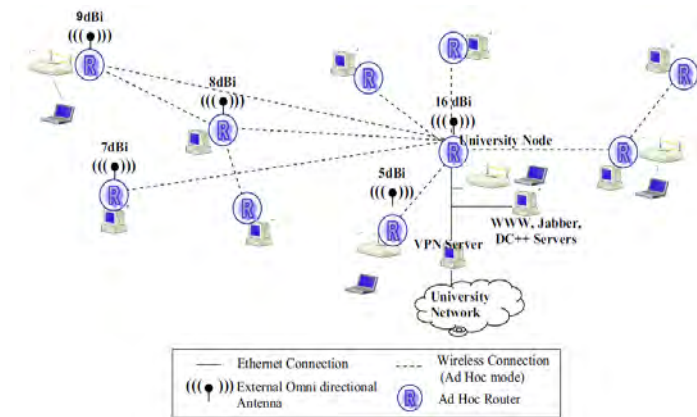 9dBi
(((●)))
R
8dBi
(((●)))
R
7dBi
(((●)))
R
R
R
R
16 dBi
(((●)))
R
University Node
R
R
5dBi
(((●)))
R
VPN Server
WWW, Jabber,
DC++ Servers
University
Network
Ethernet Connection
Wireless Connection
(Ad Hoc mode)
(((●))) External Omni directional
Antenna
R Ad Hoc Router